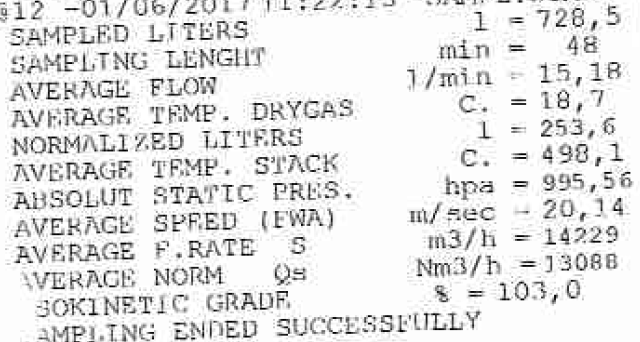 §12 -01/06/2017 11:22:13
SAMPLED LITERS l = 728,5
SAMPLING LENGHT min = 48
AVERAGE FLOW l/min - 15,18
AVERAGE TEMP. DRYGAS C. = 18,7
NORMALIZED LITERS l = 253,6
AVERAGE TEMP. STACK C. = 498,1
ABSOLUT STATIC PRES. hpa = 995,56
AVERAGE SPEED (FWA) m/sec - 20,14
AVERAGE F.RATE S m3/h = 14229
AVERAGE NORM Qs Nm3/h =13088
SOKINETIC GRADE % = 103,0
AMPLING ENDED SUCCESSFULLY